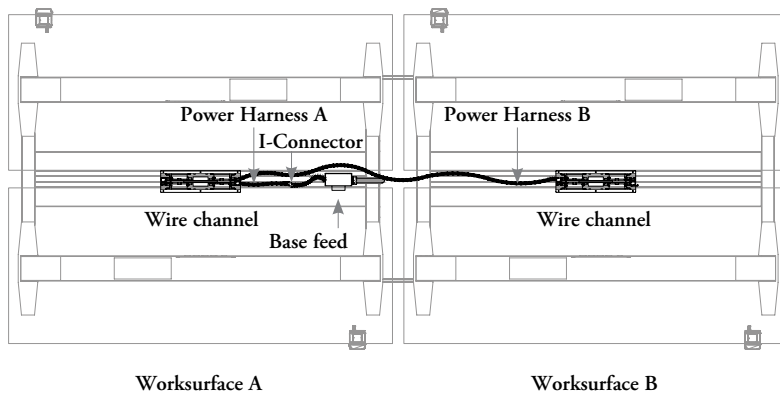 Power Harness A
Power Harness B
I-Connector
Wire channel
Wire channel
Base feed
Worksurface A
Worksurface B